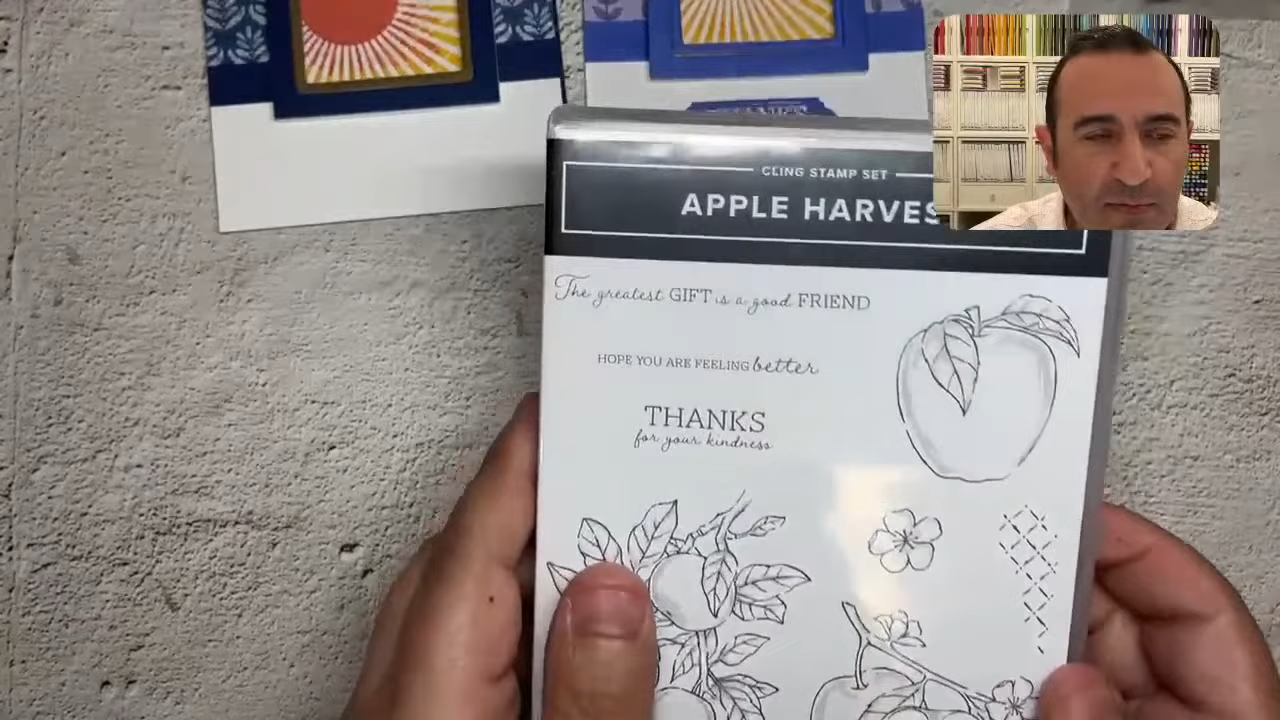 CLING STAMP SET
APPLE HARVES
The greatest GIFT is a good FRIEND
HOPE YOU ARE FEELING better
THANKS
for your kindness